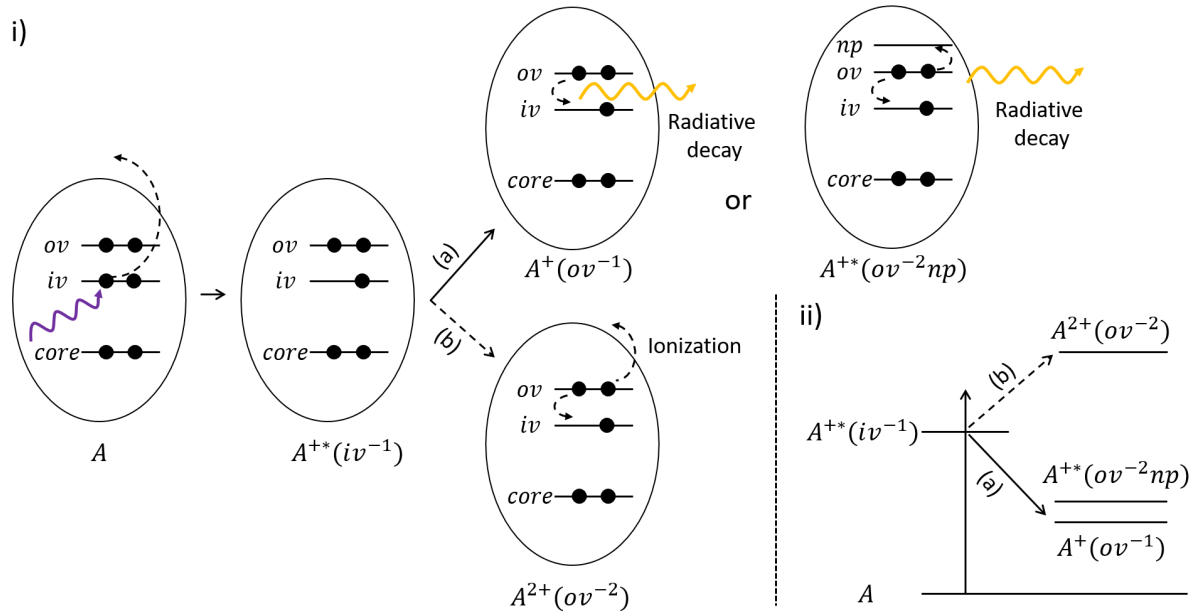 i)
ov
iv
core
A
ov
iv
core
A⁺*(iv⁻¹)
(a)
(b)
ov
iv
core
Radiative
decay
A⁺(ov⁻¹)
or
np
ov
iv
core
Radiative
decay
A⁺*(ov⁻²np)
ov
iv
core
Ionization
A²⁺(ov⁻²)
ii)
A²⁺(ov⁻²)
(b)
A⁺*(iv⁻¹)
(a)
A⁺*(ov⁻²np)
A⁺(ov⁻¹)
A